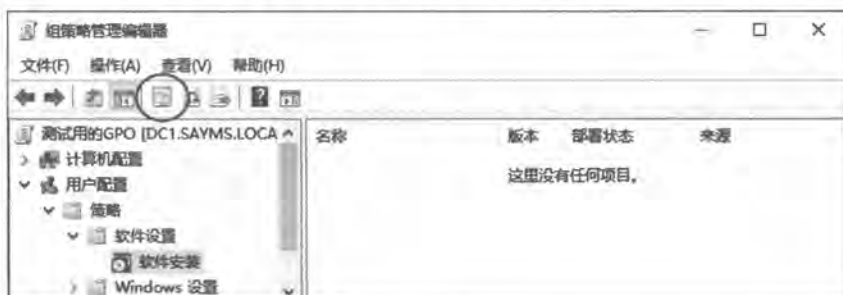 组策略管理编辑器
文件(F) 操作(A) 查看(V) 帮助(H)
测试用的GPO [DC1.SAYMS.LOCA
名称 版本 部署状态 来源
计算机配置
这里没有任何项目。
用户配置
策略
软件设置
软件安装
Windows 设置